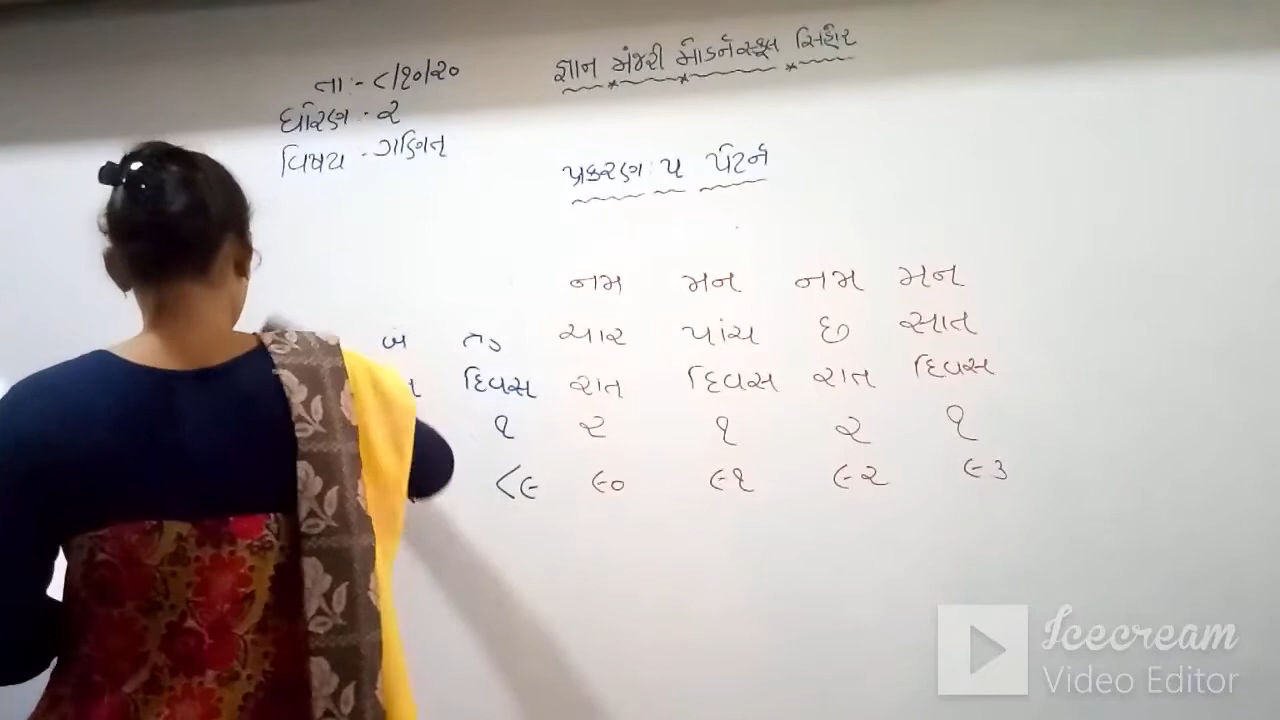 જ્ઞાન મંજરી મોડર્ન સ્કૂલ સિહોર
તા:- ૮/૧૦/૨૦
ધોરણ - ૨
વિષય - ગણિત
પ્રકરણ: ૫ પેટર્ન
નમ મન નમ મન
ચાર પાંચ છ સાત
દિવસ રાત દિવસ રાત દિવસ
૧ ૨ ૧ ૨ ૧
૮૯ ૯૦ ૯૧ ૯૨ ૯૩
Icecream
Video Editor